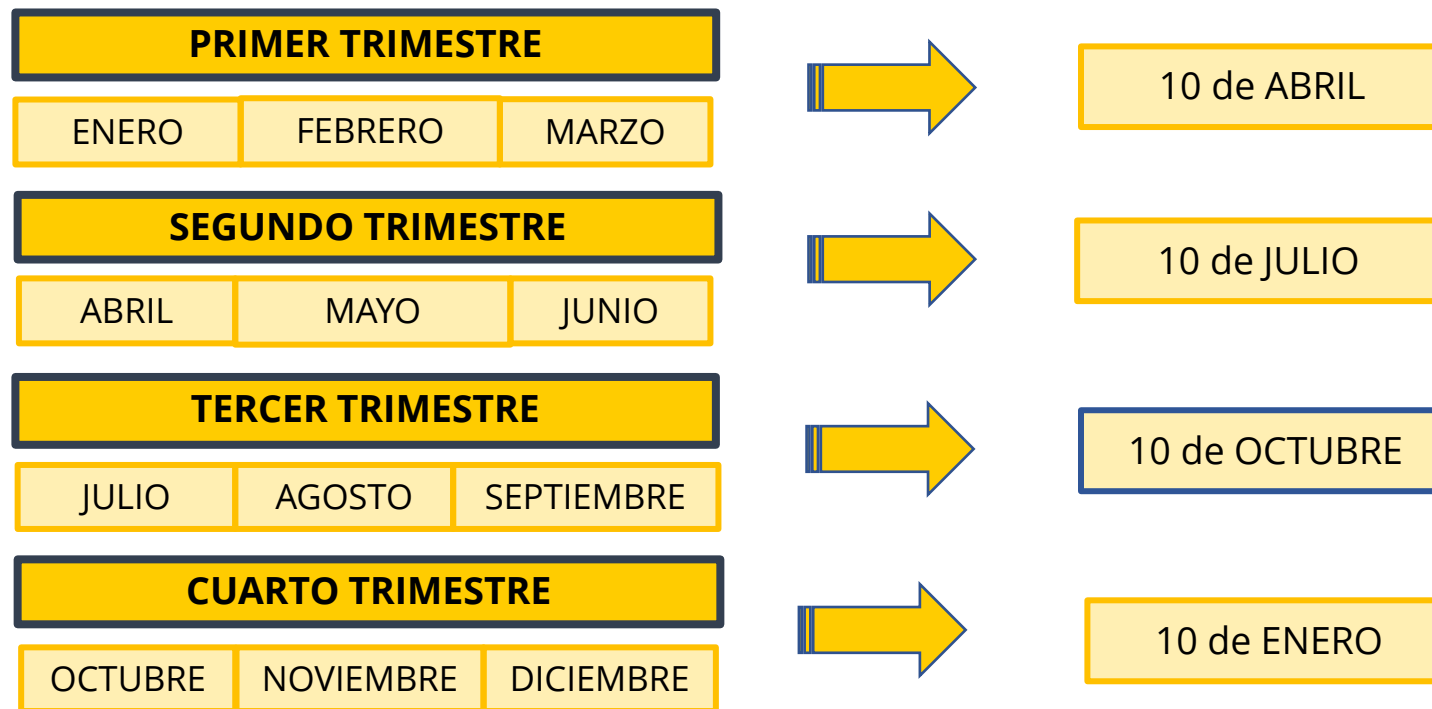 PRIMER TRIMESTRE
10 de ABRIL
ENERO FEBRERO MARZO
SEGUNDO TRIMESTRE
10 de JULIO
ABRIL MAYO JUNIO
TERCER TRIMESTRE
10 de OCTUBRE
JULIO AGOSTO SEPTIEMBRE
CUARTO TRIMESTRE
10 de ENERO
OCTUBRE NOVIEMBRE DICIEMBRE